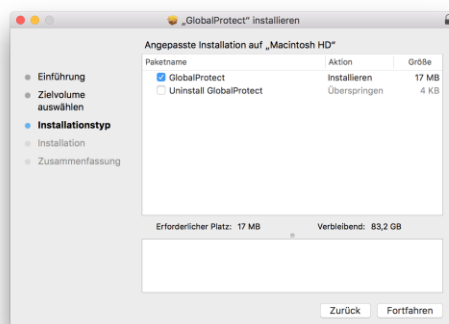 „GlobalProtect“ installieren
Angepasste Installation auf „Macintosh HD“
Paketname Aktion Größe
GlobalProtect Installieren 17 MB
Uninstall GlobalProtect Überspringen 4 KB
Einführung
Zielvolume
auswählen
Installationstyp
Installation
Zusammenfassung
Erforderlicher Platz: 17 MB Verbleibend: 83,2 GB
Zurück Fortfahren